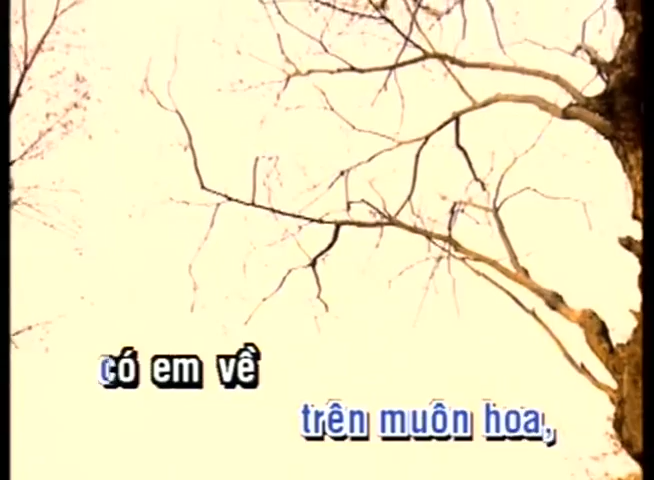 có em về
trên muôn hoa,